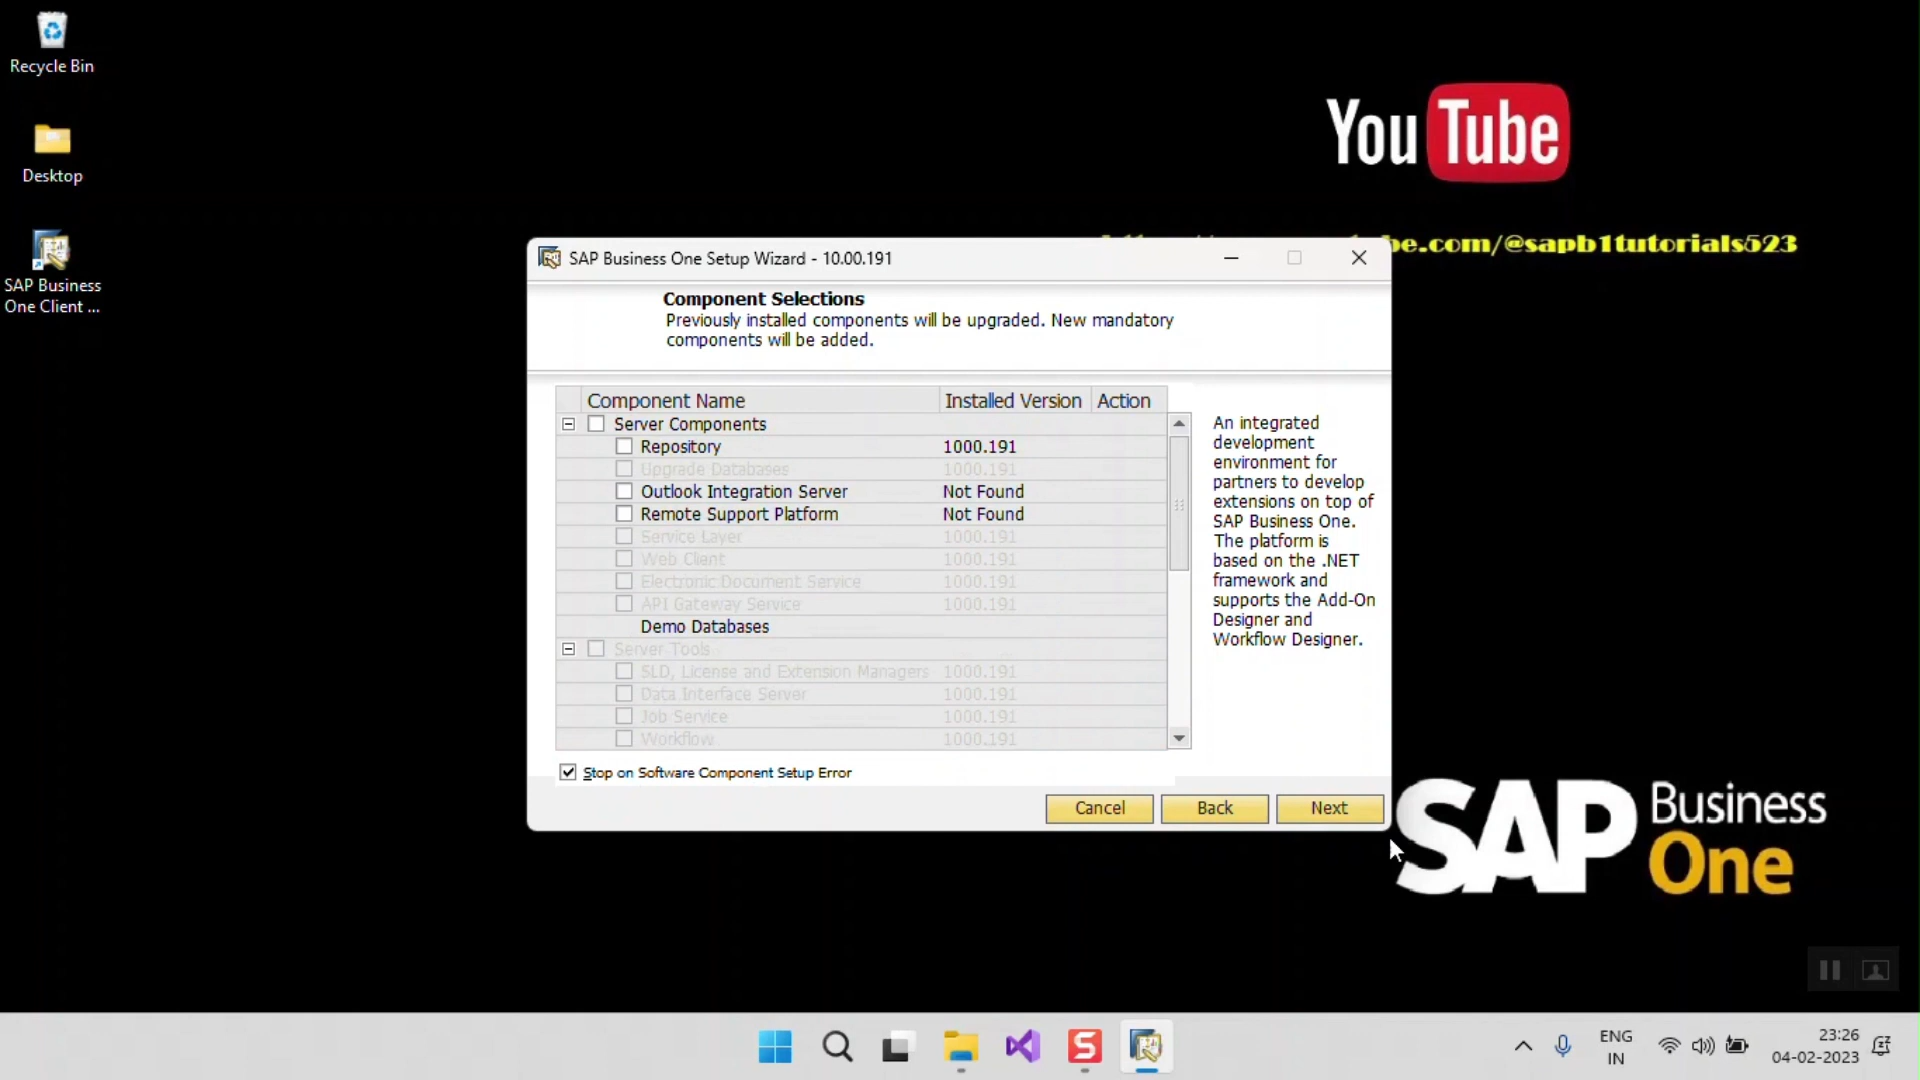 Recycle Bin
Desktop
SAP Business
One Client ...
YouTube
be.com/@sapb1tutorials523
SAP Business One Setup Wizard - 10.00.191
Component Selections
Previously installed components will be upgraded. New mandatory
components will be added.
Component Name Installed Version Action
Server Components
Repository 1000.191
Upgrade Databases 1000.191
Outlook Integration Server Not Found
Remote Support Platform Not Found
Service Layer 1000.191
Web Client 1000.191
Electronic Document Service 1000.191
API Gateway Service 1000.191
Demo Databases
Server Tools
SLD, License and Extension Managers 1000.191
Data Interface Server 1000.191
Job Service 1000.191
Workflow 1000.191
An integrated
development
environment for
partners to develop
extensions on top of
SAP Business One.
The platform is
based on the .NET
framework and
supports the Add-On
Designer and
Workflow Designer.
Stop on Software Component Setup Error
Cancel Back Next
SAP Business
One
S
ENG
IN
23:26
04-02-2023